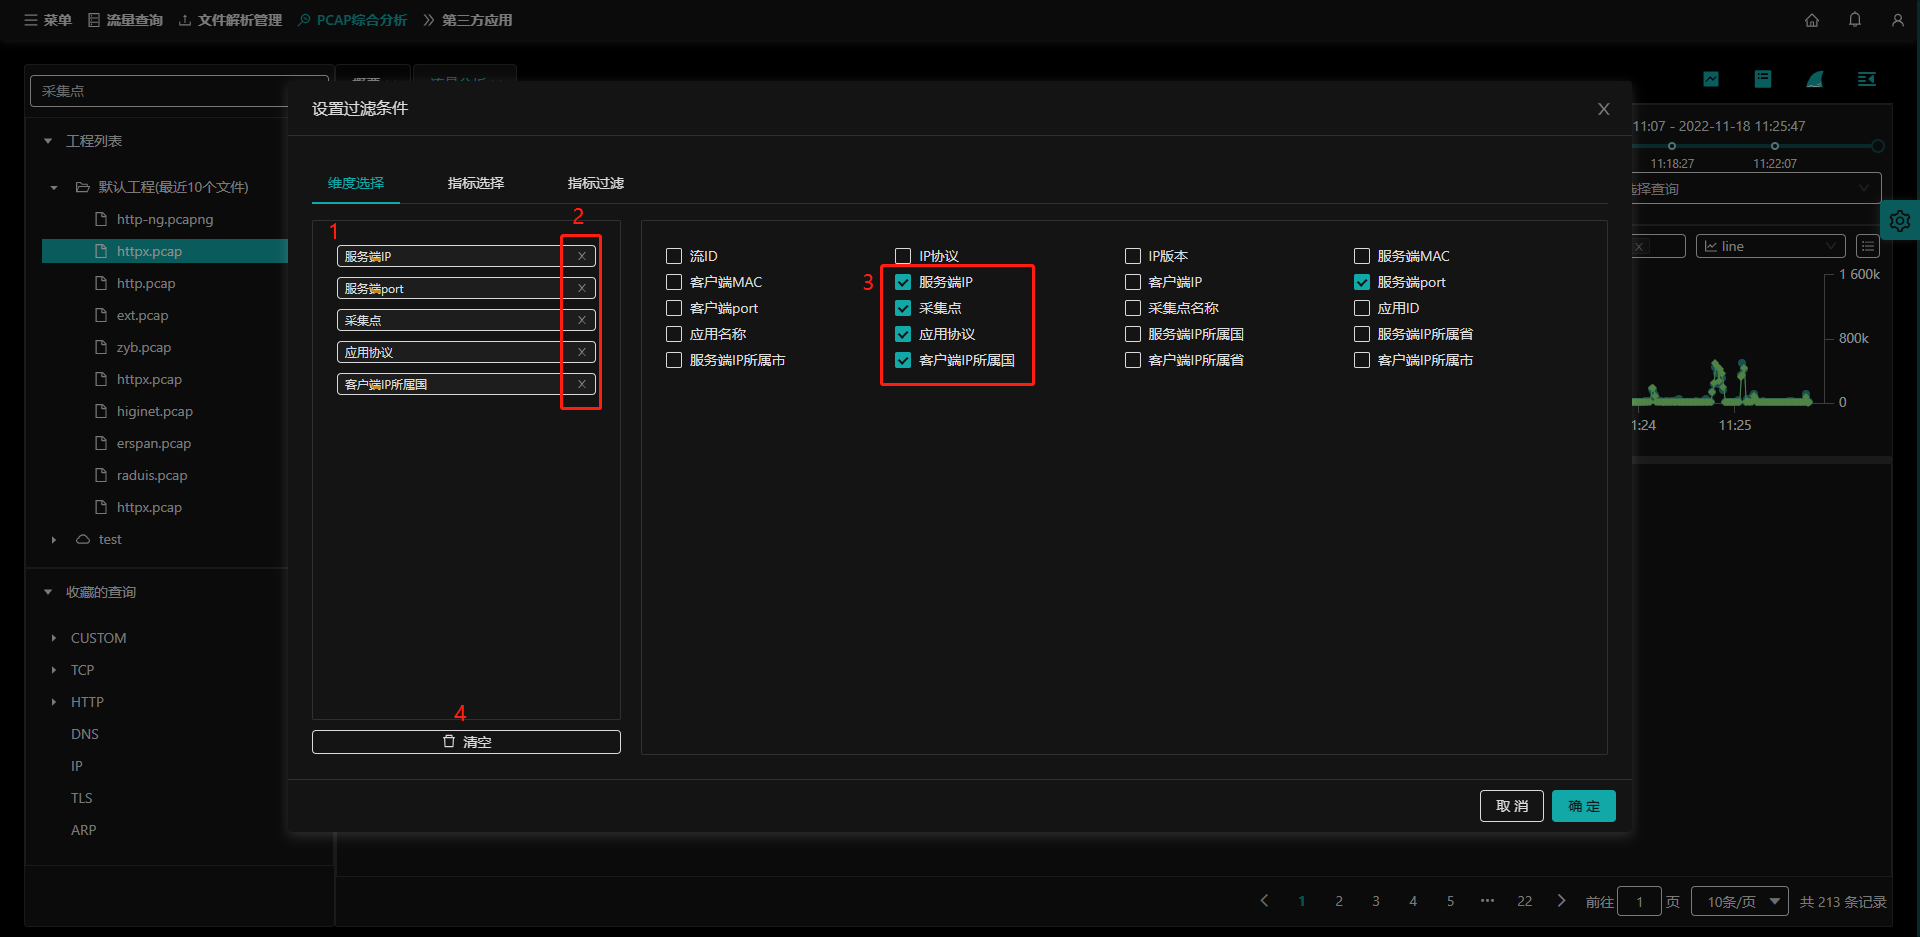 菜单 流量查询 文件解析管理 PCAP综合分析 第三方应用
采集点
工程列表
默认工程(最近10个文件)
http-ng.pcapng
httpx.pcap
http.pcap
ext.pcap
zyb.pcap
httpx.pcap
higinet.pcap
erspan.pcap
raduis.pcap
httpx.pcap
test
收藏的查询
CUSTOM
TCP
HTTP
DNS
IP
TLS
ARP
设置过滤条件 X
维度选择 指标选择 指标过滤
1 2
服务端IP X
服务端port X
采集点 X
应用协议 X
客户端IP所属国 X
4
清空
流ID IP协议 IP版本 服务端MAC
客户端MAC 3 服务端IP 客户端IP 服务端port
客户端port 采集点 采集点名称 应用ID
应用名称 应用协议 服务端IP所属国 服务端IP所属省
服务端IP所属市 客户端IP所属国 客户端IP所属省 客户端IP所属市
取 消 确 定
11:07 - 2022-11-18 11:25:47
11:18:27 11:22:07
选择查询
X line
1 600k
800k
0
1:24 11:25
1 2 3 4 5 ••• 22 前往 1 页 10条/页 共 213 条记录